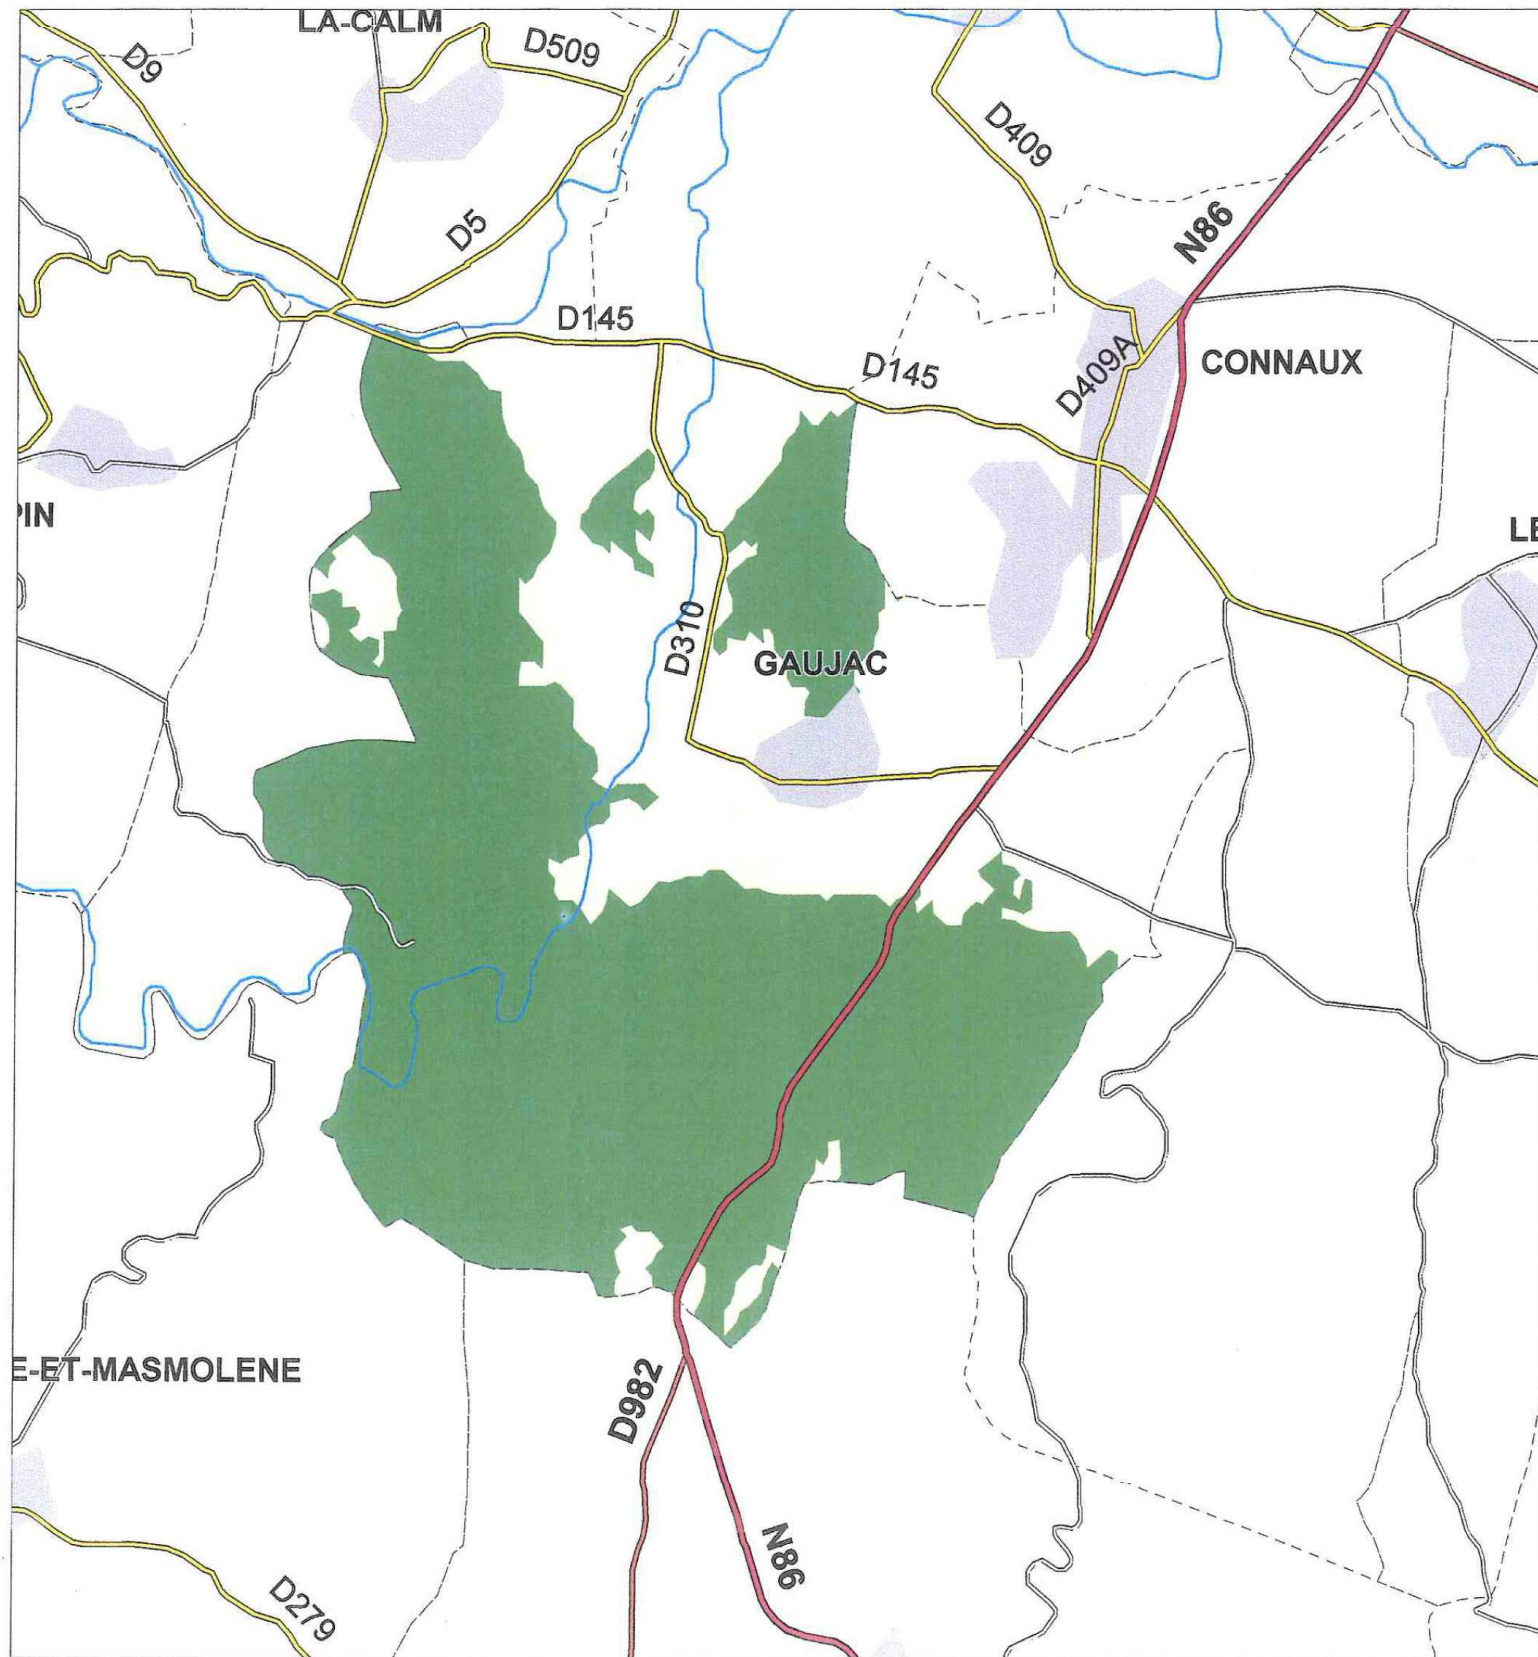 LA-CALM
D9
D509
D409
N86
D5
D145
D145
D409A
CONNAUX
PIN
LE
D310
GAUJAC
E-ET-MASMOLENE
D982
N86
D279